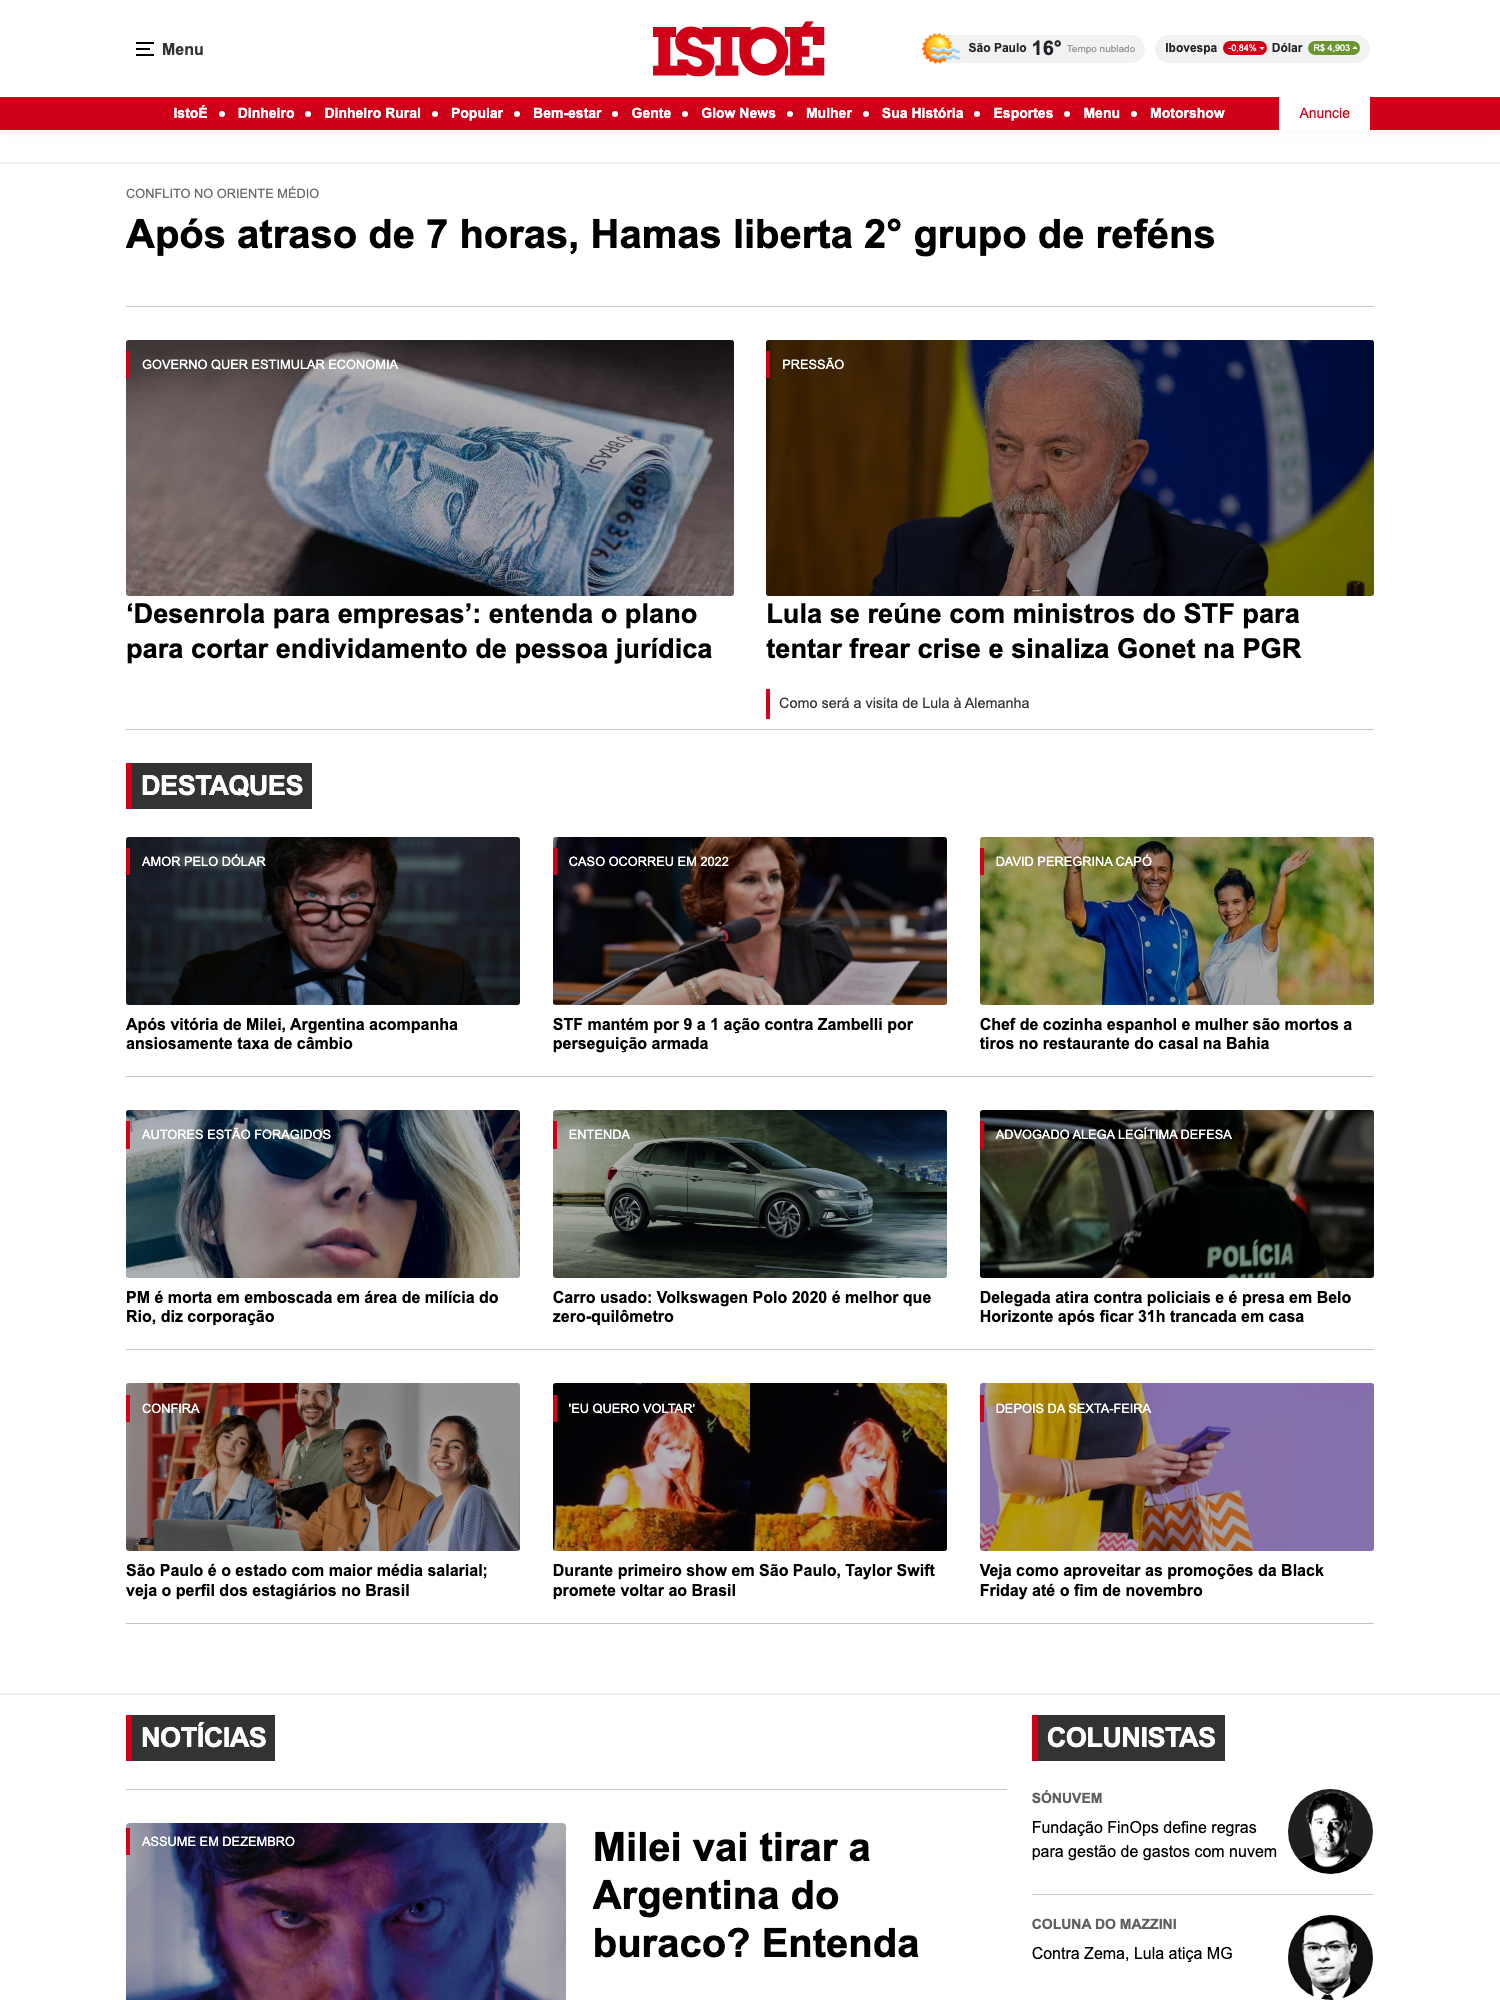 Menu
ISTOÉ
São Paulo 16° Tempo nublado
Ibovespa -0,84% Dólar R$ 4,903
IstoÉ • Dinheiro • Dinheiro Rural • Popular • Bem-estar • Gente • Glow News • Mulher • Sua História • Esportes • Menu • Motorshow
Anuncie
CONFLITO NO ORIENTE MÉDIO
Após atraso de 7 horas, Hamas liberta 2° grupo de reféns
GOVERNO QUER ESTIMULAR ECONOMIA
O BRASIL
‘Desenrola para empresas’: entenda o plano
para cortar endividamento de pessoa jurídica
PRESSÃO
Lula se reúne com ministros do STF para
tentar frear crise e sinaliza Gonet na PGR
Como será a visita de Lula à Alemanha
DESTAQUES
AMOR PELO DÓLAR
Após vitória de Milei, Argentina acompanha
ansiosamente taxa de câmbio
CASO OCORREU EM 2022
STF mantém por 9 a 1 ação contra Zambelli por
perseguição armada
DAVID PEREGRINA CAPÓ
Chef de cozinha espanhol e mulher são mortos a
tiros no restaurante do casal na Bahia
AUTORES ESTÃO FORAGIDOS
PM é morta em emboscada em área de milícia do
Rio, diz corporação
ENTENDA
Carro usado: Volkswagen Polo 2020 é melhor que
zero-quilômetro
ADVOGADO ALEGA LEGÍTIMA DEFESA
POLÍCIA
CIVIL
Delegada atira contra policiais e é presa em Belo
Horizonte após ficar 31h trancada em casa
CONFIRA
São Paulo é o estado com maior média salarial;
veja o perfil dos estagiários no Brasil
'EU QUERO VOLTAR'
Durante primeiro show em São Paulo, Taylor Swift
promete voltar ao Brasil
DEPOIS DA SEXTA-FEIRA
Veja como aproveitar as promoções da Black
Friday até o fim de novembro
NOTÍCIAS
ASSUME EM DEZEMBRO
Milei vai tirar a
Argentina do
buraco? Entenda
COLUNISTAS
SÓNUVEM
Fundação FinOps define regras
para gestão de gastos com nuvem
COLUNA DO MAZZINI
Contra Zema, Lula atiça MG